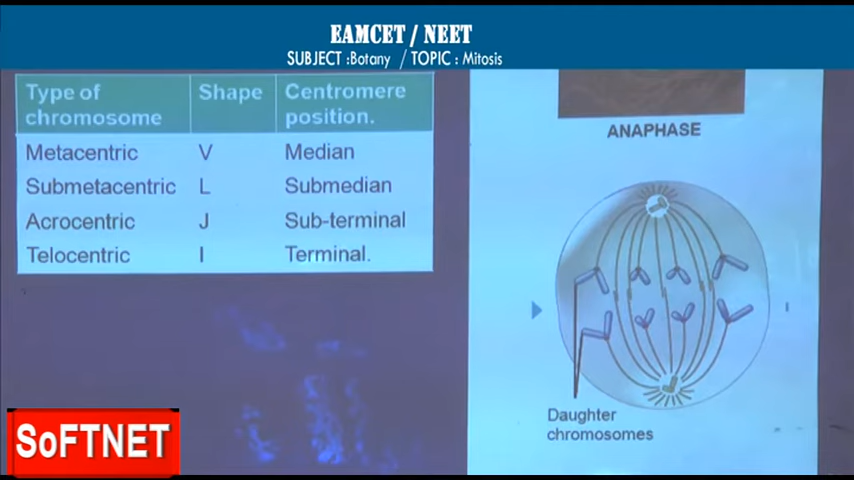 EAMCET / NEET
SUBJECT :Botany / TOPIC : Mitosis
Type of chromosome Shape Centromere position.
Metacentric V Median
Submetacentric L Submedian
Acrocentric J Sub-terminal
Telocentric I Terminal.
ANAPHASE
Daughter
chromosomes
SoFTNET